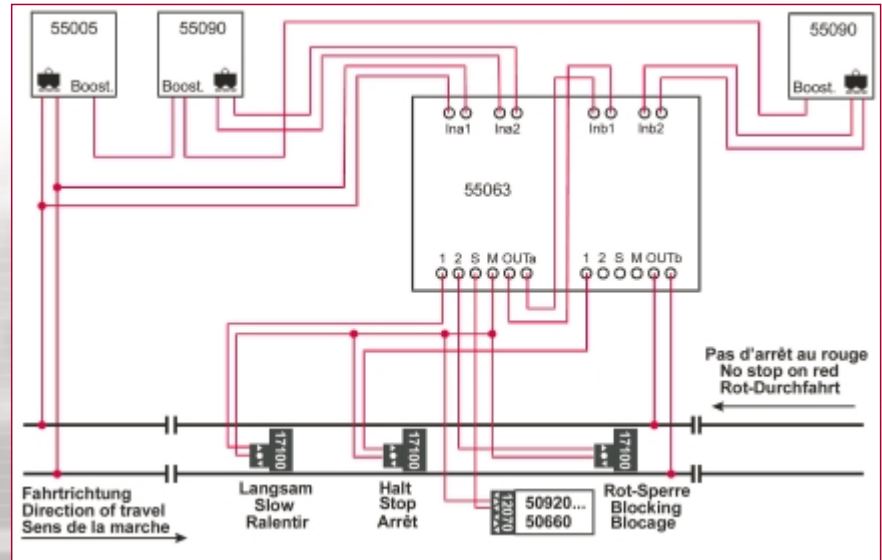 55005
55090
55090
Boost.
Boost.
Boost.
Ina1
Ina2
Inb1
Inb2
55063
1 2 S M OUTa
1 2 S M OUTb
Pas d'arrêt au rouge
No stop on red
Rot-Durchfahrt
17100
17100
17100
Fahrtrichtung
Direction of travel
Sens de la marche
Langsam
Slow
Ralentir
Halt
Stop
Arrêt
12070
50920...
50660
Rot-Sperre
Blocking
Blocage